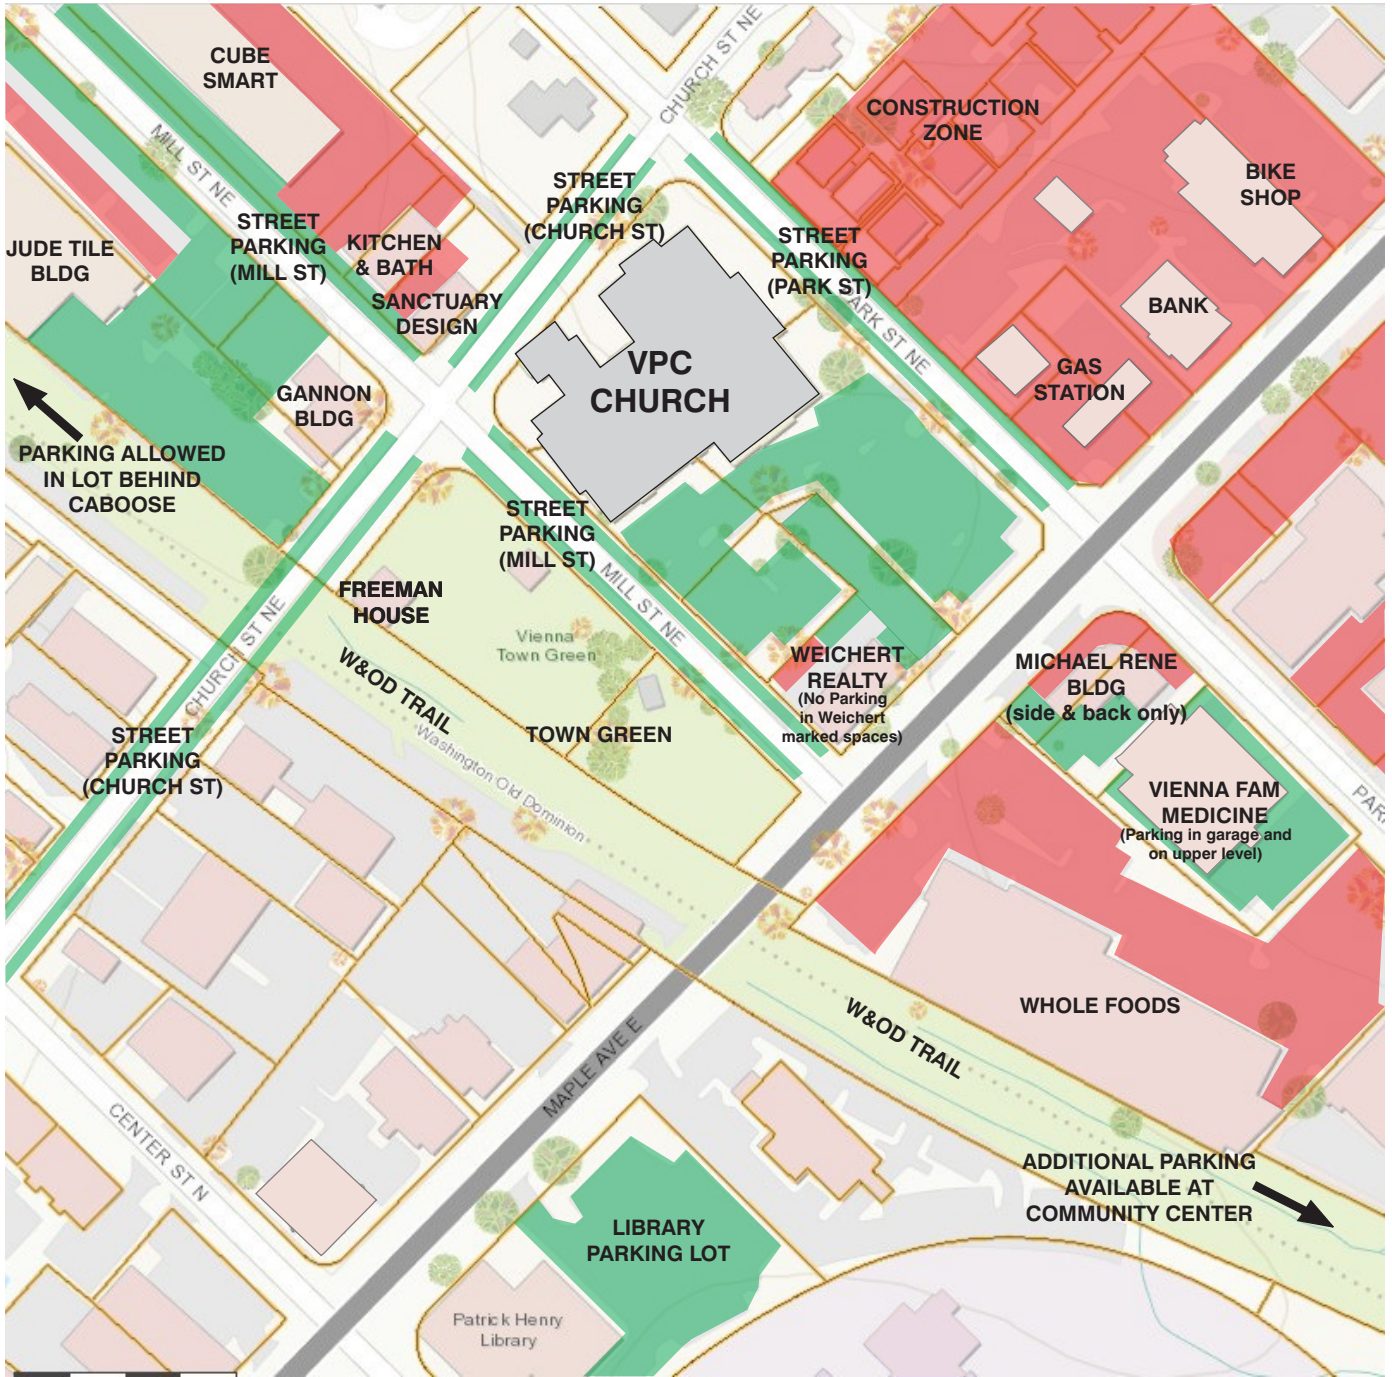 CHURCH ST NE
CUBE
SMART
CONSTRUCTION
ZONE
MILL ST NE
BIKE
SHOP
STREET
PARKING
(CHURCH ST)
STREET
PARKING
(MILL ST)
KITCHEN
& BATH
STREET
PARKING
(PARK ST)
JUDE TILE
BLDG
SANCTUARY
DESIGN
PARK ST NE
BANK
VPC
CHURCH
GAS
STATION
GANNON
BLDG
PARKING ALLOWED
IN LOT BEHIND
CABOOSE
STREET
PARKING
(MILL ST)
MILL ST NE
FREEMAN
HOUSE
Vienna
Town Green
CHURCH ST NE
W&OD TRAIL
WEICHERT
REALTY
(No Parking
in Weichert
marked spaces)
MICHAEL RENE
BLDG
(side & back only)
TOWN GREEN
Washington Old Dominion
STREET
PARKING
(CHURCH ST)
VIENNA FAM
MEDICINE
(Parking in garage and
on upper level)
PARK
WHOLE FOODS
W&OD TRAIL
MAPLE AVE E
CENTER ST N
ADDITIONAL PARKING
AVAILABLE AT
COMMUNITY CENTER
LIBRARY
PARKING LOT
Patrick Henry
Library